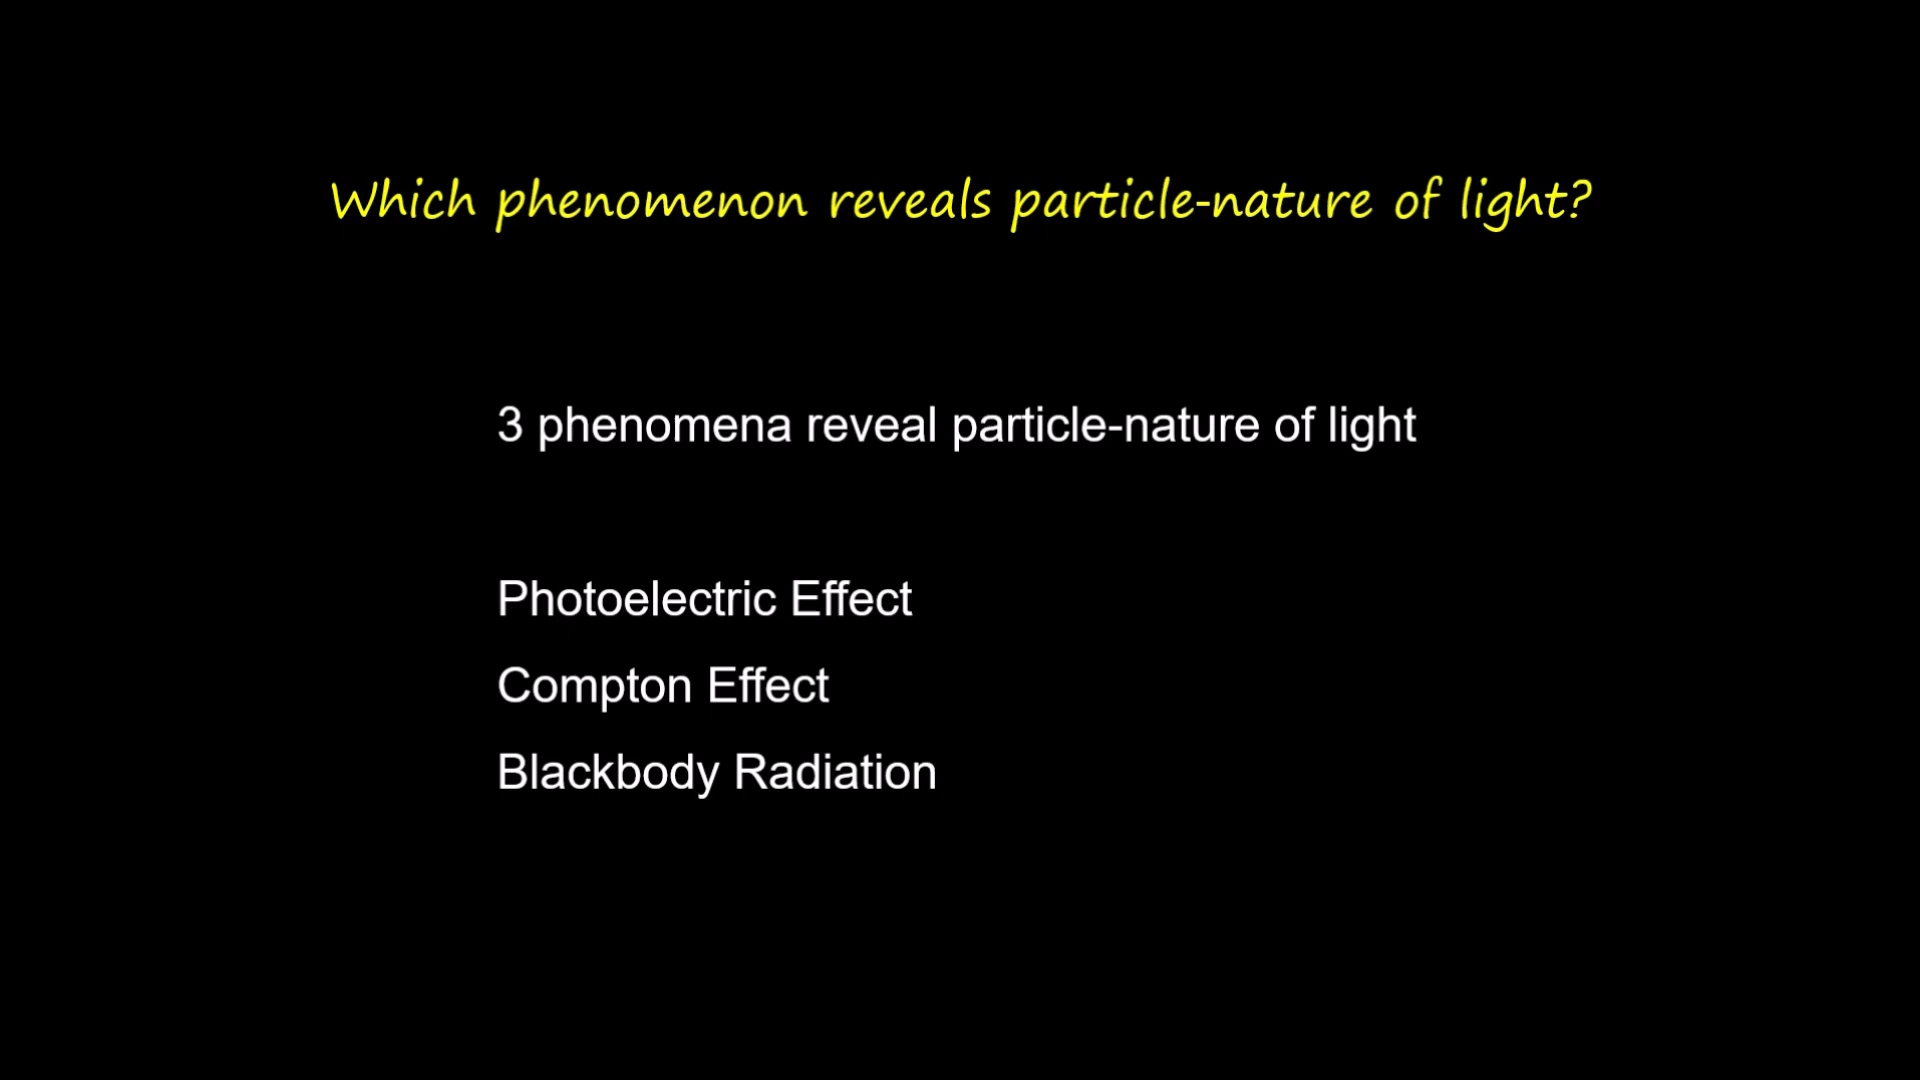 Which phenomenon reveals particle-nature of light?
3 phenomena reveal particle-nature of light
Photoelectric Effect
Compton Effect
Blackbody Radiation